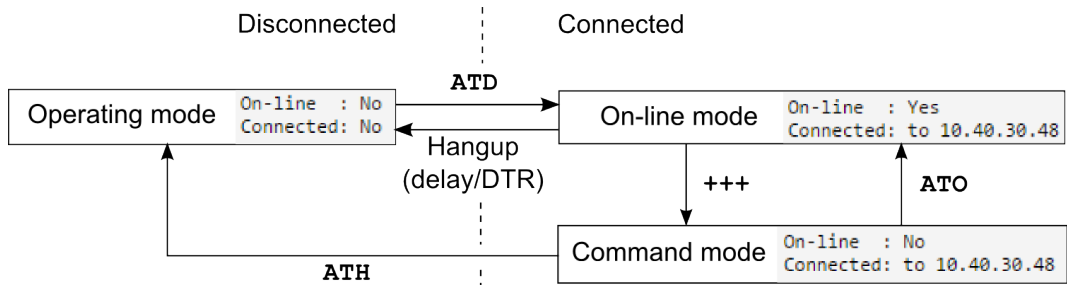 Disconnected
Connected
ATD
Operating mode
On-line : No
Connected: No
On-line mode
On-line : Yes
Connected: to 10.40.30.48
Hangup
(delay/DTR)
+++
ATO
Command mode
On-line : No
Connected: to 10.40.30.48
ATH